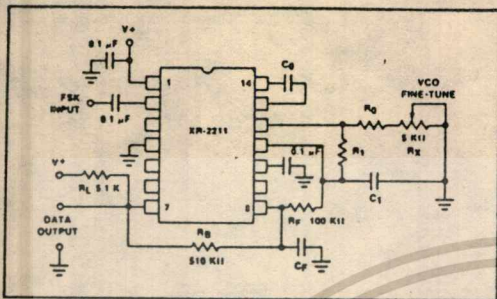 V+
0.1 µF
FSK
INPUT
0.1 µF
1
14
C0
XR-2211
VCO
FINE-TUNE
R0
5 KΩ
RX
R1
0.1 µF
C1
V+
RL 5.1 K
7
8
RF 100 KΩ
DATA
OUTPUT
RB
510 KΩ
CF